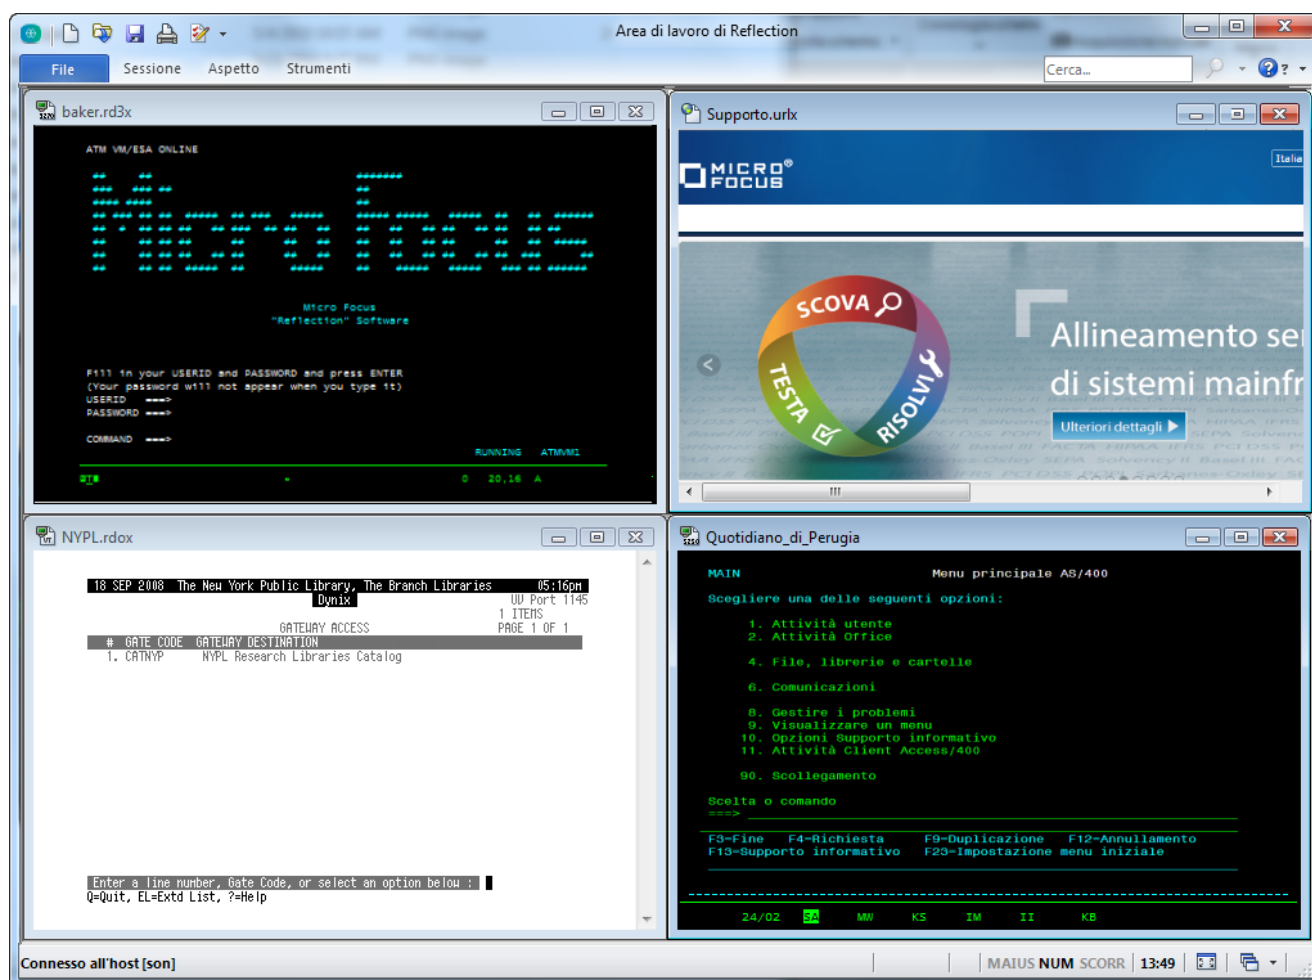 Area di lavoro di Reflection
File Sessione Aspetto Strumenti
Cerca...
baker.rd3x
ATM VM/ESA ONLINE
Micro Focus
Micro Focus
"Reflection" Software
Fill in your USERID and PASSWORD and press ENTER
(Your password will not appear when you type it)
USERID ===>
PASSWORD ===>
COMMAND ===>
RUNNING ATMVM1
0 20,16 A
Supporto.urlx
MICRO® FOCUS
Italia
SCOVA
TESTA
RISOLVI
Allineamento se
di sistemi mainfr
Ulteriori dettagli
NYPL.rdox
18 SEP 2008 The New York Public Library, The Branch Libraries 05:16pm
Dynix UV Port 1145
1 ITEMS
GATEWAY ACCESS PAGE 1 OF 1
# GATE CODE GATEWAY DESTINATION
1. CATNYP NYPL Research Libraries Catalog
Enter a line number, Gate Code, or select an option below :
Q=Quit, EL=Extd List, ?=Help
Quotidiano_di_Perugia
MAIN Menu principale AS/400
Scegliere una delle seguenti opzioni:
1. Attività utente
2. Attività Office
4. File, librerie e cartelle
6. Comunicazioni
8. Gestire i problemi
9. Visualizzare un menu
10. Opzioni Supporto informativo
11. Attività Client Access/400
90. Scollegamento
Scelta o comando
===>
F3=Fine F4=Richiesta F9=Duplicazione F12=Annullamento
F13=Supporto informativo F23=Impostazione menu iniziale
24/02 SA MW KS IM II KB
Connesso all'host [son] MAIUS NUM SCORR 13:49